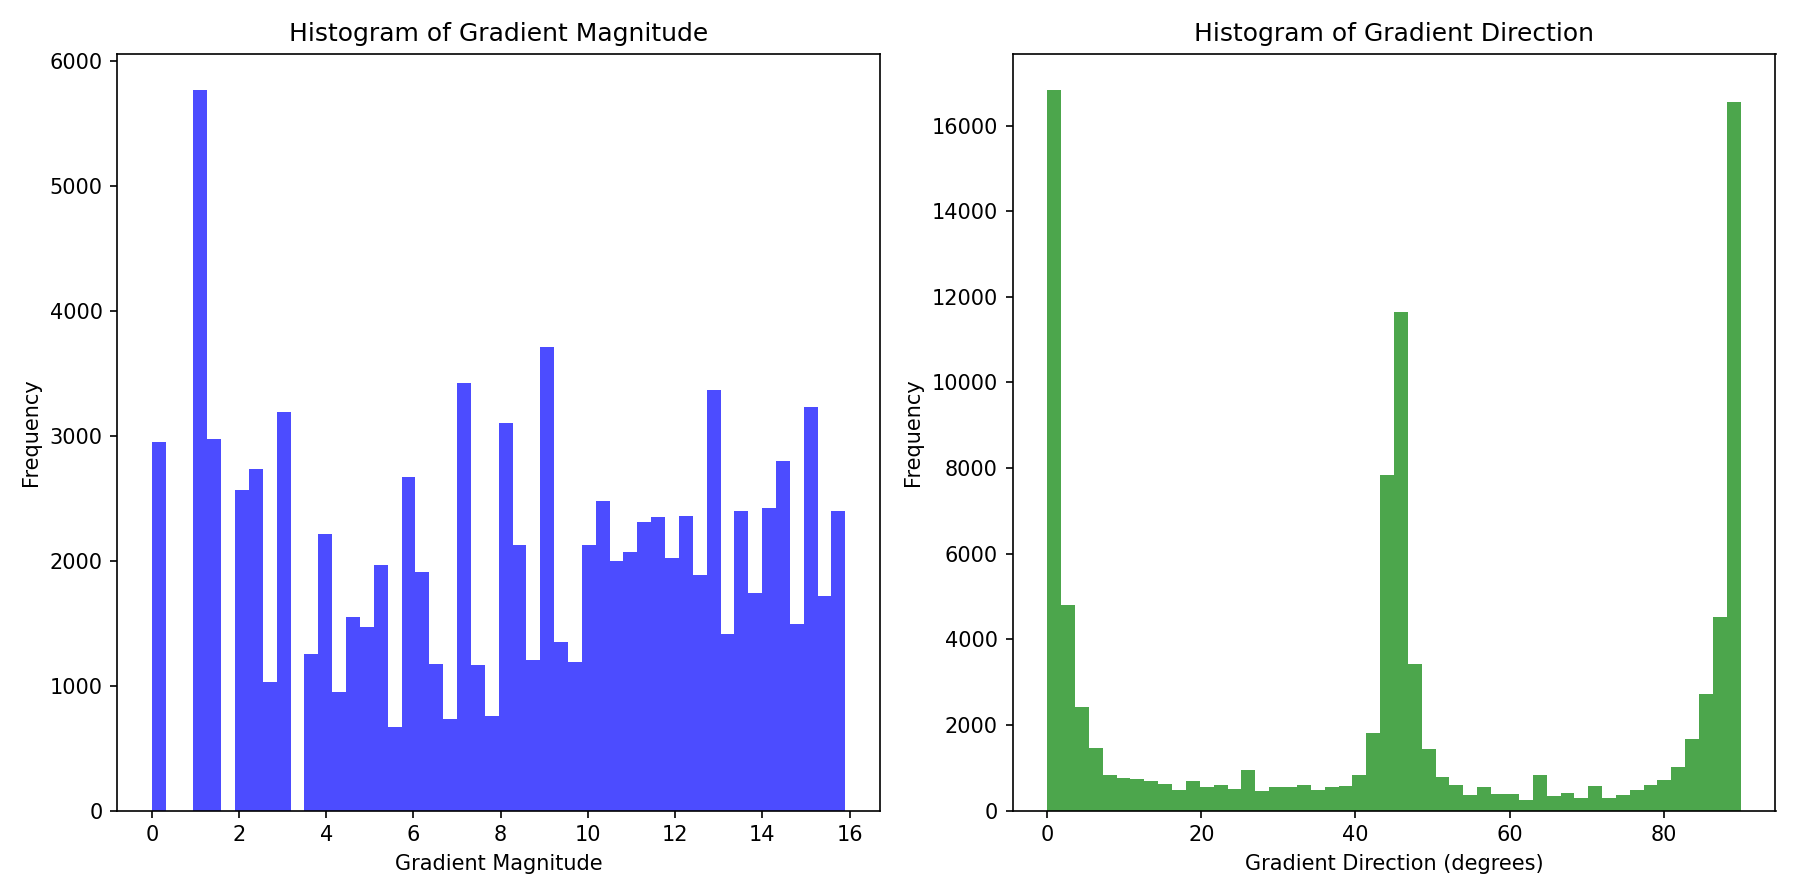 Histogram of Gradient Magnitude
6000
5000
4000
3000
2000
1000
0
Frequency
0 2 4 6 8 10 12 14 16
Gradient Magnitude
Histogram of Gradient Direction
16000
14000
12000
10000
8000
6000
4000
2000
0
Frequency
0 20 40 60 80
Gradient Direction (degrees)